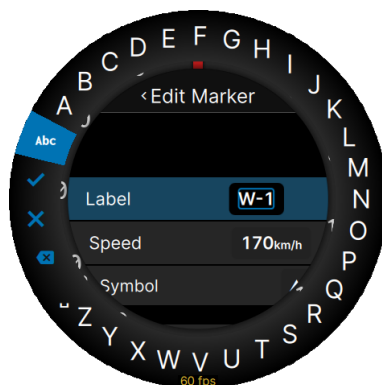 A B C D E F G H I J K L M N O P Q R S T U V W X Y Z
Abc
‹Edit Marker
Label W-1
Speed 170km/h
Symbol
60 fps